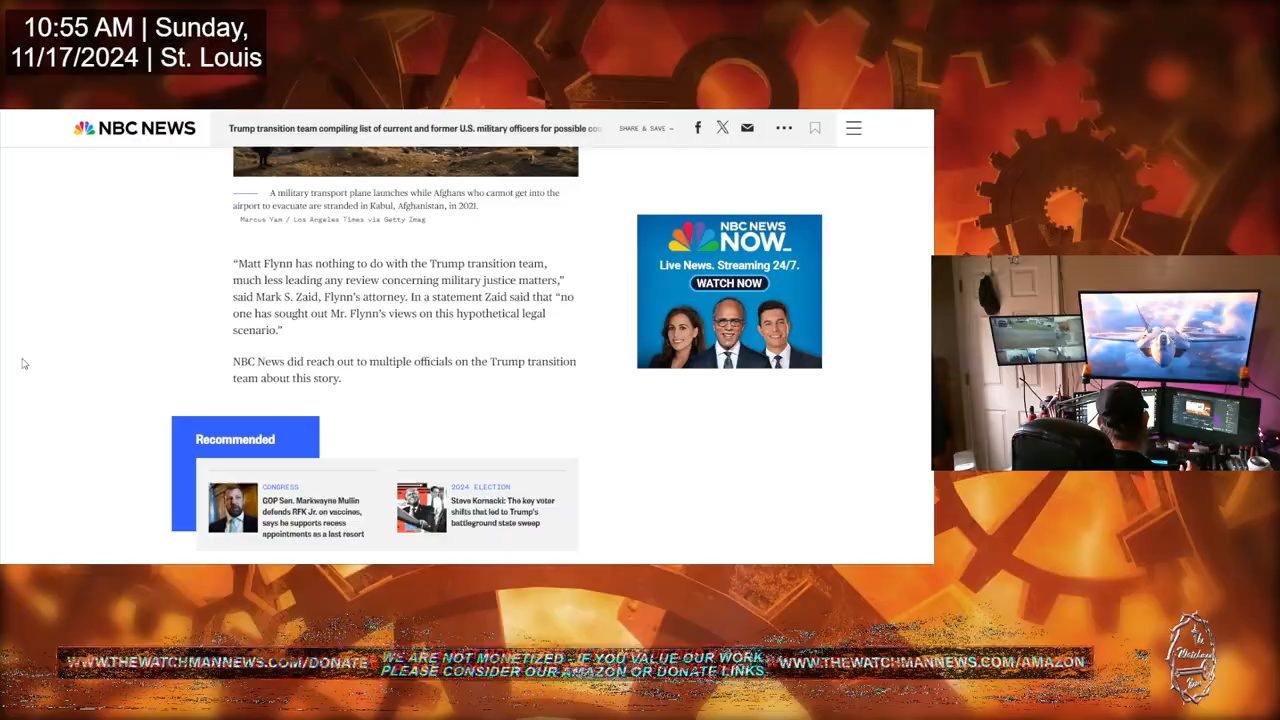 10:55 AM | Sunday,
11/17/2024 | St. Louis
NBC NEWS
Trump transition team compiling list of current and former U.S. military officers for possible
SHARE & SAVE —
A military transport plane launches while Afghans who cannot get into the
airport to evacuate are stranded in Kabul, Afghanistan, in 2021.
Marcus Yam / Los Angeles Times via Getty Imag
“Matt Flynn has nothing to do with the Trump transition team,
much less leading any review concerning military justice matters,”
said Mark S. Zaid, Flynn’s attorney. In a statement Zaid said that “no
one has sought out Mr. Flynn’s views on this hypothetical legal
scenario.”
NBC News did reach out to multiple officials on the Trump transition
team about this story.
NBC NEWS
NOW_
Live News. Streaming 24/7.
WATCH NOW
Recommended
CONGRESS
GOP Sen. Markwayne Mullin
defends RFK Jr. on vaccines,
says he supports recess
appointments as a last resort
2024 ELECTION
Steve Kornacki: The key voter
shifts that led to Trump's
battleground state sweep
WWW.THEWATCHMANNEWS.COM/DONATE
WE ARE NOT MONETIZED - IF YOU VALUE OUR WORK
PLEASE CONSIDER OUR AMAZON OR DONATE LINKS
WWW.THEWATCHMANNEWS.COM/AMAZON
The
Watchman